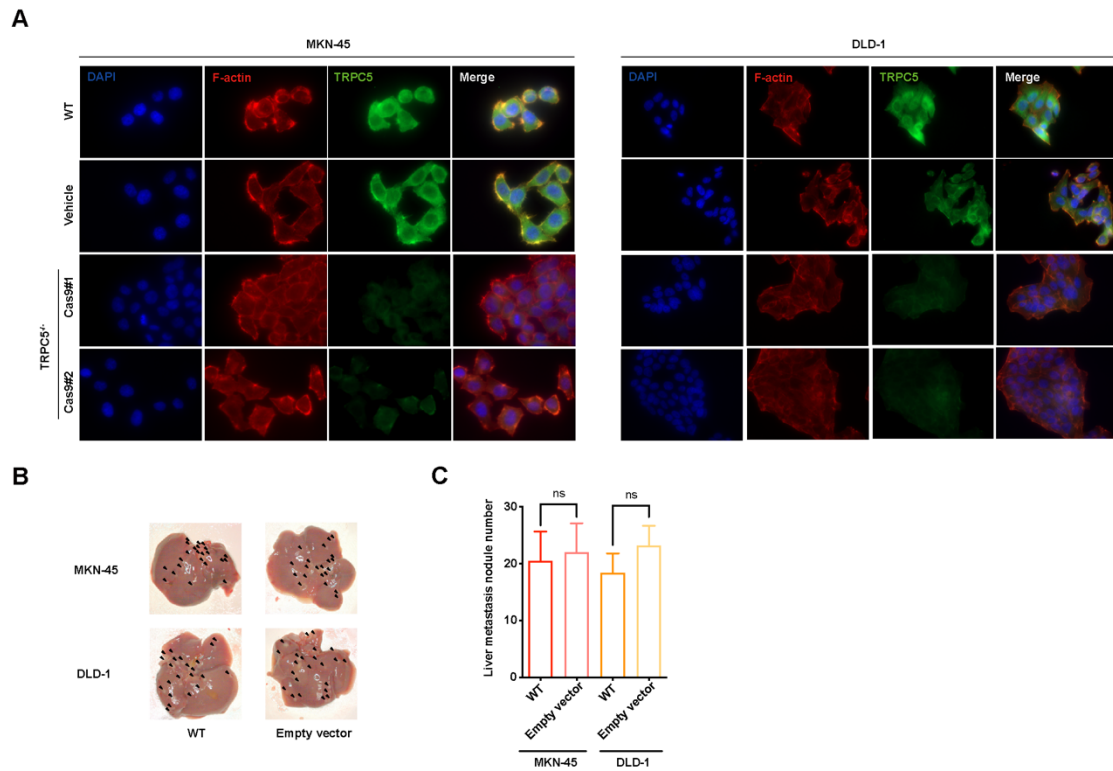 A
MKN-45
DLD-1
DAPI
F-actin
TRPC5
Merge
DAPI
F-actin
TRPC5
Merge
WT
Vehicle
TRPC5-/-
Cas9#1
Cas9#2
B
MKN-45
DLD-1
WT
Empty vector
C
Liver metastasis nodule number
30
20
10
0
ns
ns
WT
Empty vector
WT
Empty vector
MKN-45
DLD-1